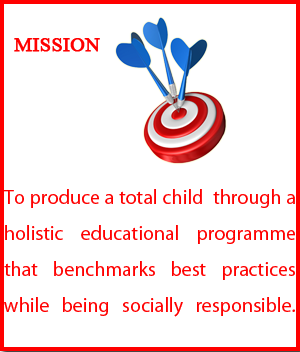 MISSION
To produce a total child through a
holistic educational programme
that benchmarks best practices
while being socially responsible.